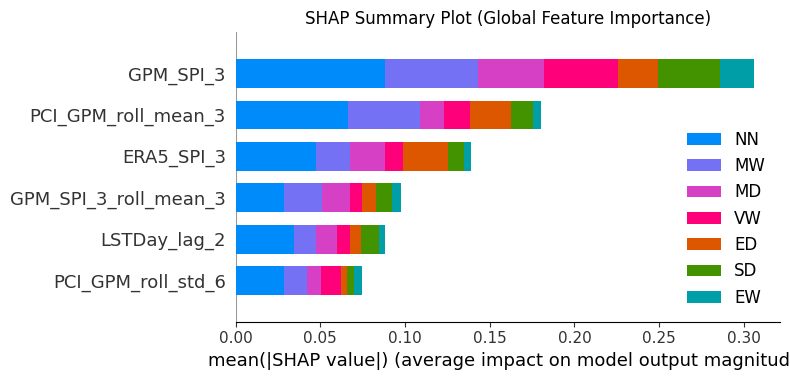 SHAP Summary Plot (Global Feature Importance)
GPM_SPI_3
PCI_GPM_roll_mean_3
ERA5_SPI_3
GPM_SPI_3_roll_mean_3
LSTDay_lag_2
PCI_GPM_roll_std_6
NN
MW
MD
VW
ED
SD
EW
0.00 0.05 0.10 0.15 0.20 0.25 0.30
mean(|SHAP value|) (average impact on model output magnitud